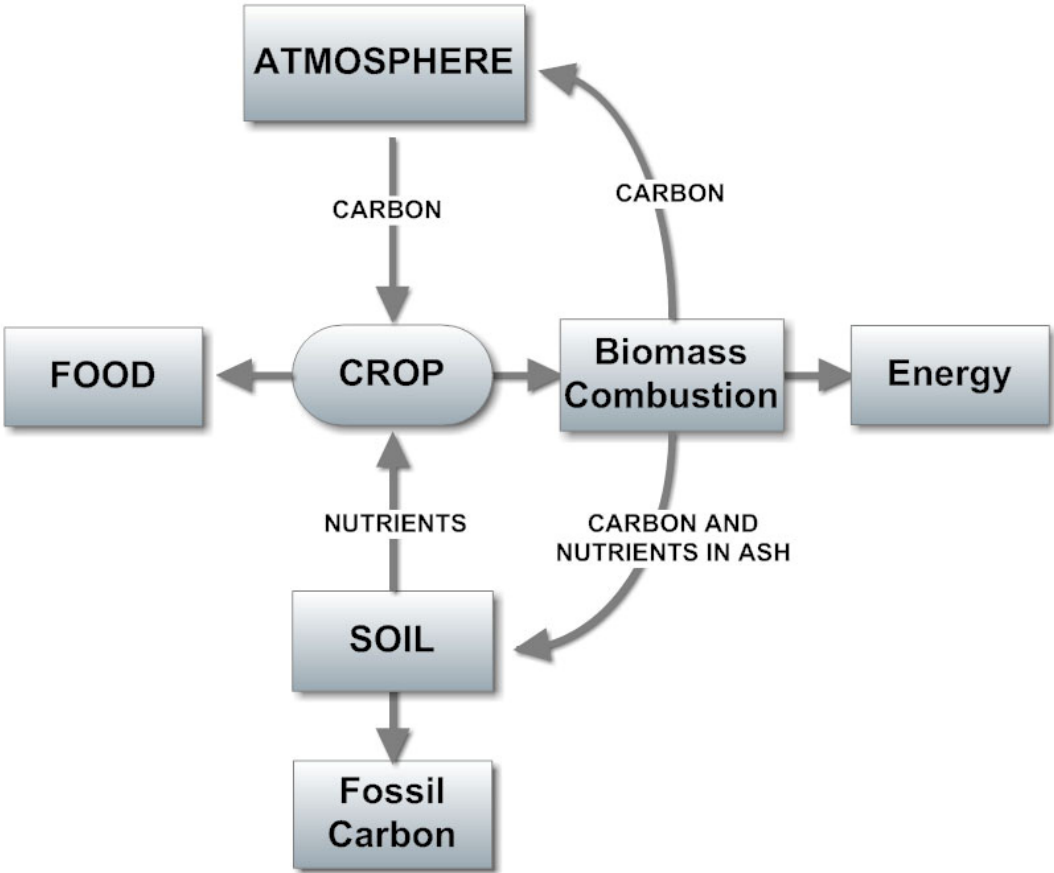 ATMOSPHERE
CARBON
CARBON
FOOD
CROP
Biomass
Combustion
Energy
NUTRIENTS
CARBON AND
NUTRIENTS IN ASH
SOIL
Fossil
Carbon